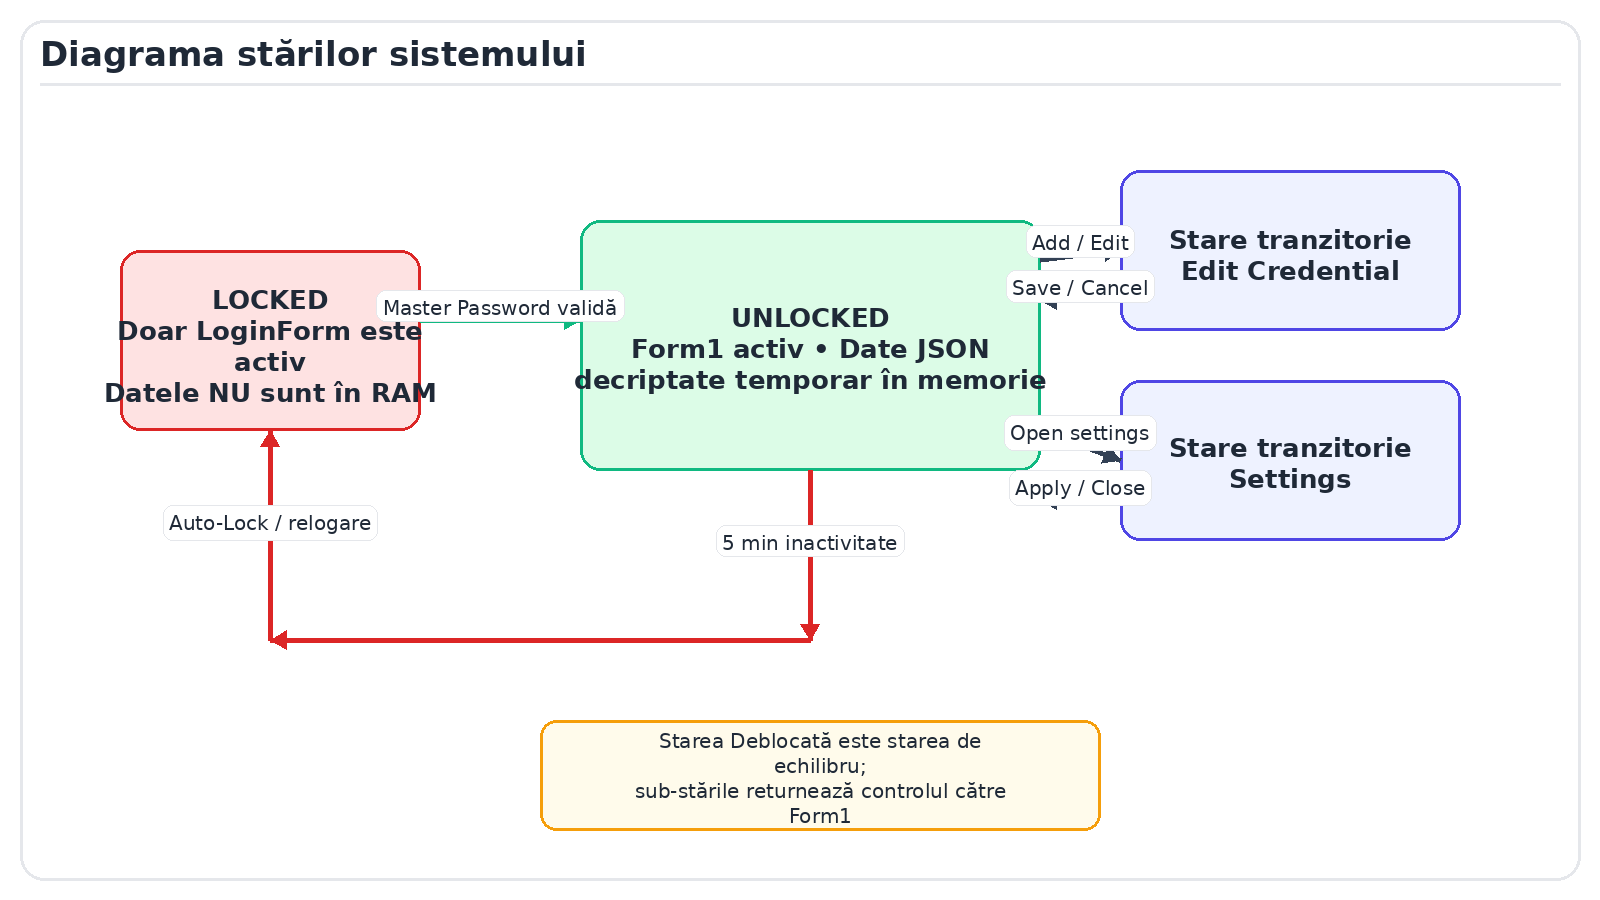 Diagrama stărilor sistemului
LOCKED
Doar LoginForm este
activ
Datele NU sunt în RAM
Master Password validă
UNLOCKED
Form1 activ • Date JSON
decriptate temporar în memorie
Add / Edit
Save / Cancel
Stare tranzitorie
Edit Credential
Open settings
Apply / Close
Stare tranzitorie
Settings
Auto-Lock / relogare
5 min inactivitate
Starea Deblocată este starea de
echilibru;
sub-stările returnează controlul către
Form1